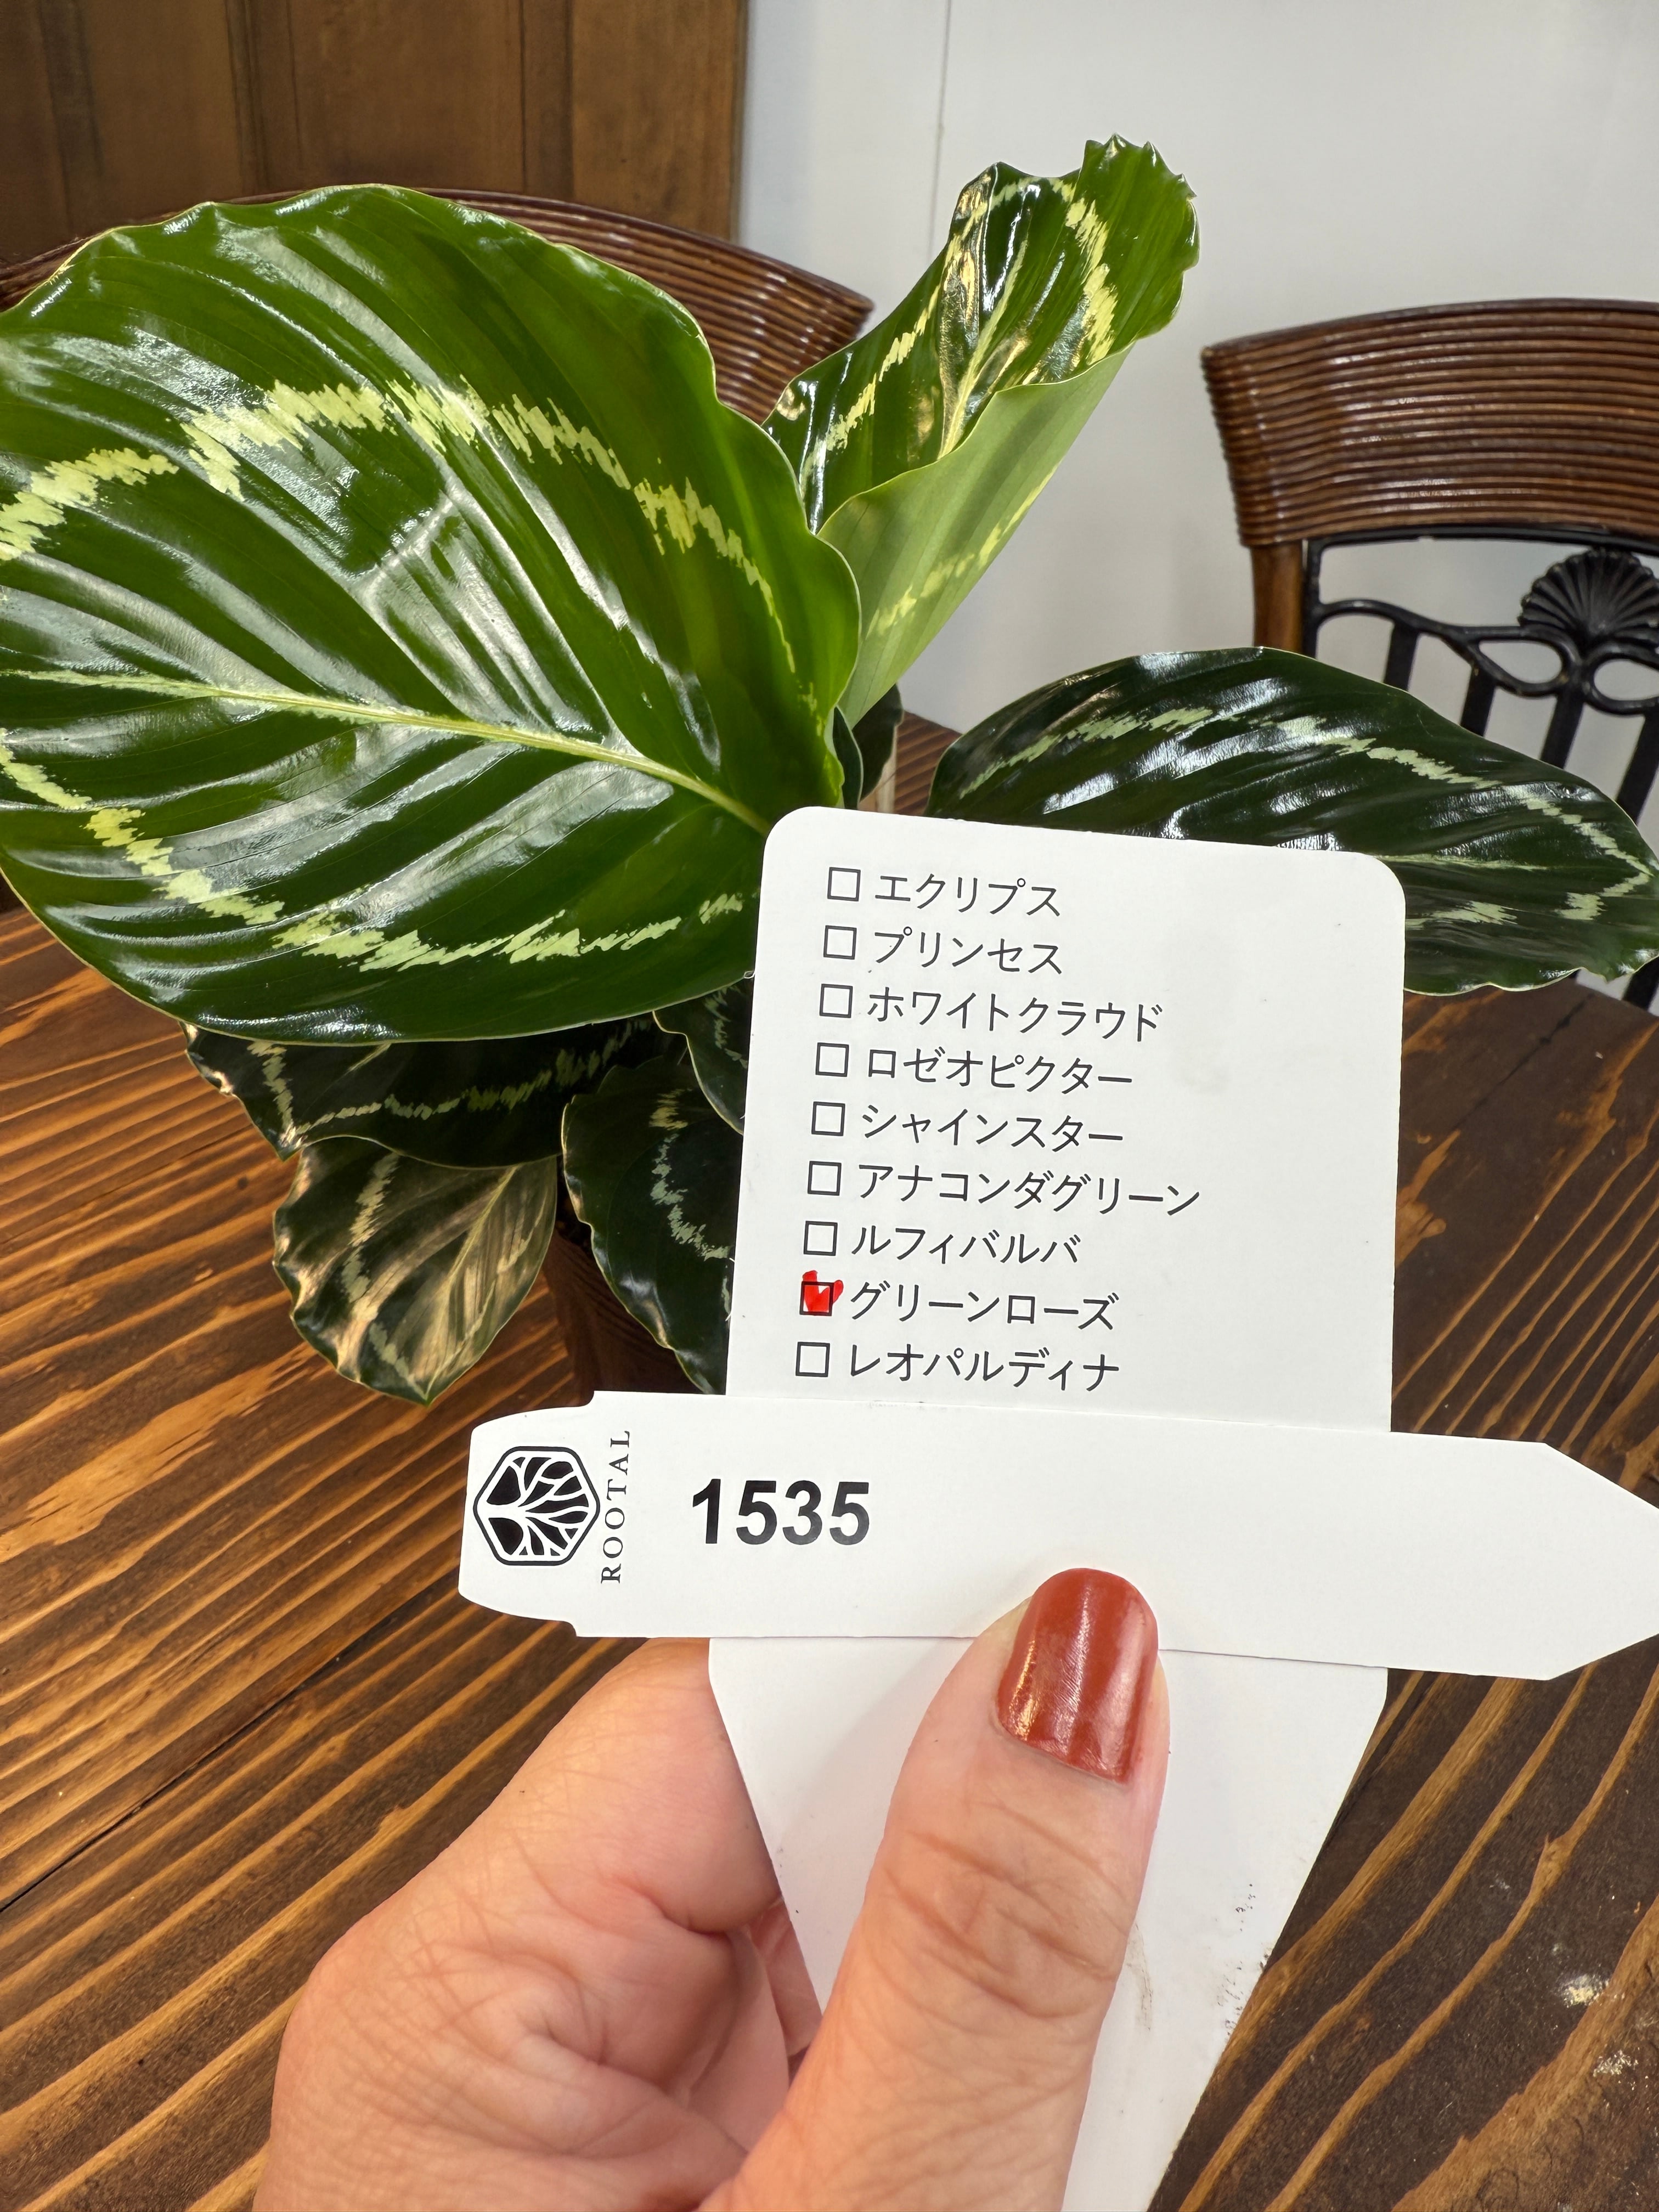 □ エクリプス
□ プリンセス
□ ホワイトクラウド
□ ロゼオピクター
□ シャインスター
□ アナコンダグリーン
□ ルフィバルバ
☑ グリーンローズ
□ レオパルディナ
ROOTAL
1535